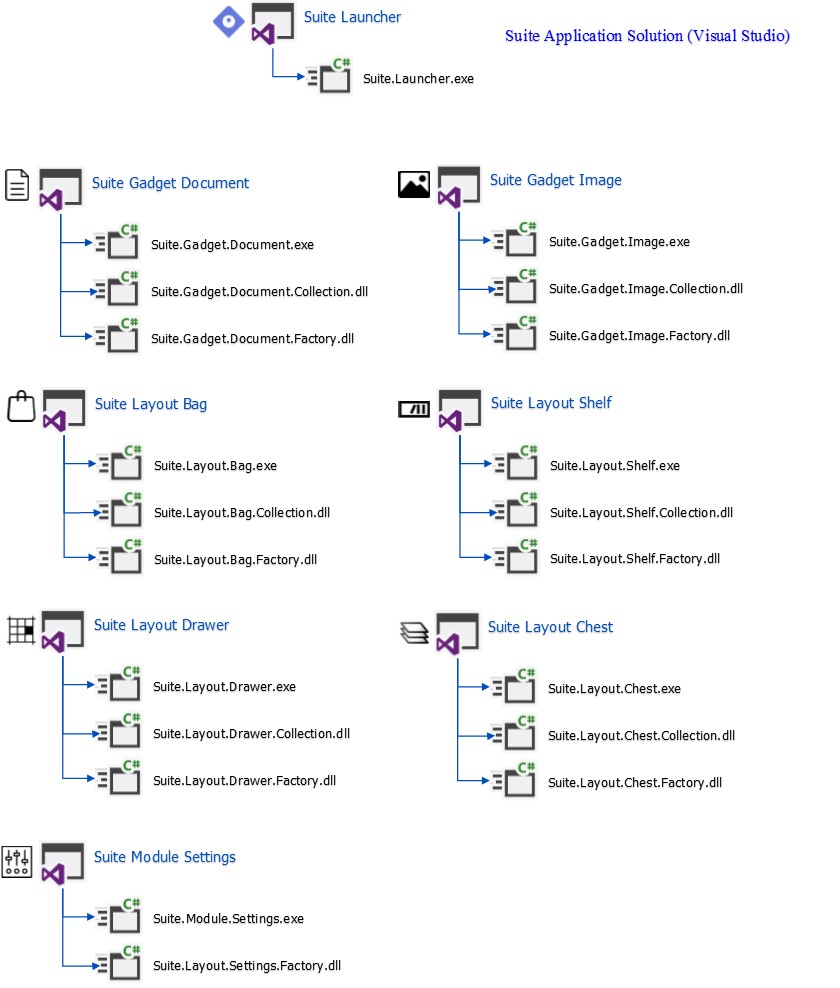 Suite Launcher
Suite Application Solution (Visual Studio)
C#
Suite.Launcher.exe
Suite Gadget Document
C#
Suite.Gadget.Document.exe
C#
Suite.Gadget.Document.Collection.dll
C#
Suite.Gadget.Document.Factory.dll
Suite Gadget Image
C#
Suite.Gadget.Image.exe
C#
Suite.Gadget.Image.Collection.dll
C#
Suite.Gadget.Image.Factory.dll
Suite Layout Bag
C#
Suite.Layout.Bag.exe
C#
Suite.Layout.Bag.Collection.dll
C#
Suite.Layout.Bag.Factory.dll
Suite Layout Shelf
C#
Suite.Layout.Shelf.exe
C#
Suite.Layout.Shelf.Collection.dll
C#
Suite.Layout.Shelf.Factory.dll
Suite Layout Drawer
C#
Suite.Layout.Drawer.exe
C#
Suite.Layout.Drawer.Collection.dll
C#
Suite.Layout.Drawer.Factory.dll
Suite Layout Chest
C#
Suite.Layout.Chest.exe
C#
Suite.Layout.Chest.Collection.dll
C#
Suite.Layout.Chest.Factory.dll
Suite Module Settings
C#
Suite.Module.Settings.exe
C#
Suite.Layout.Settings.Factory.dll